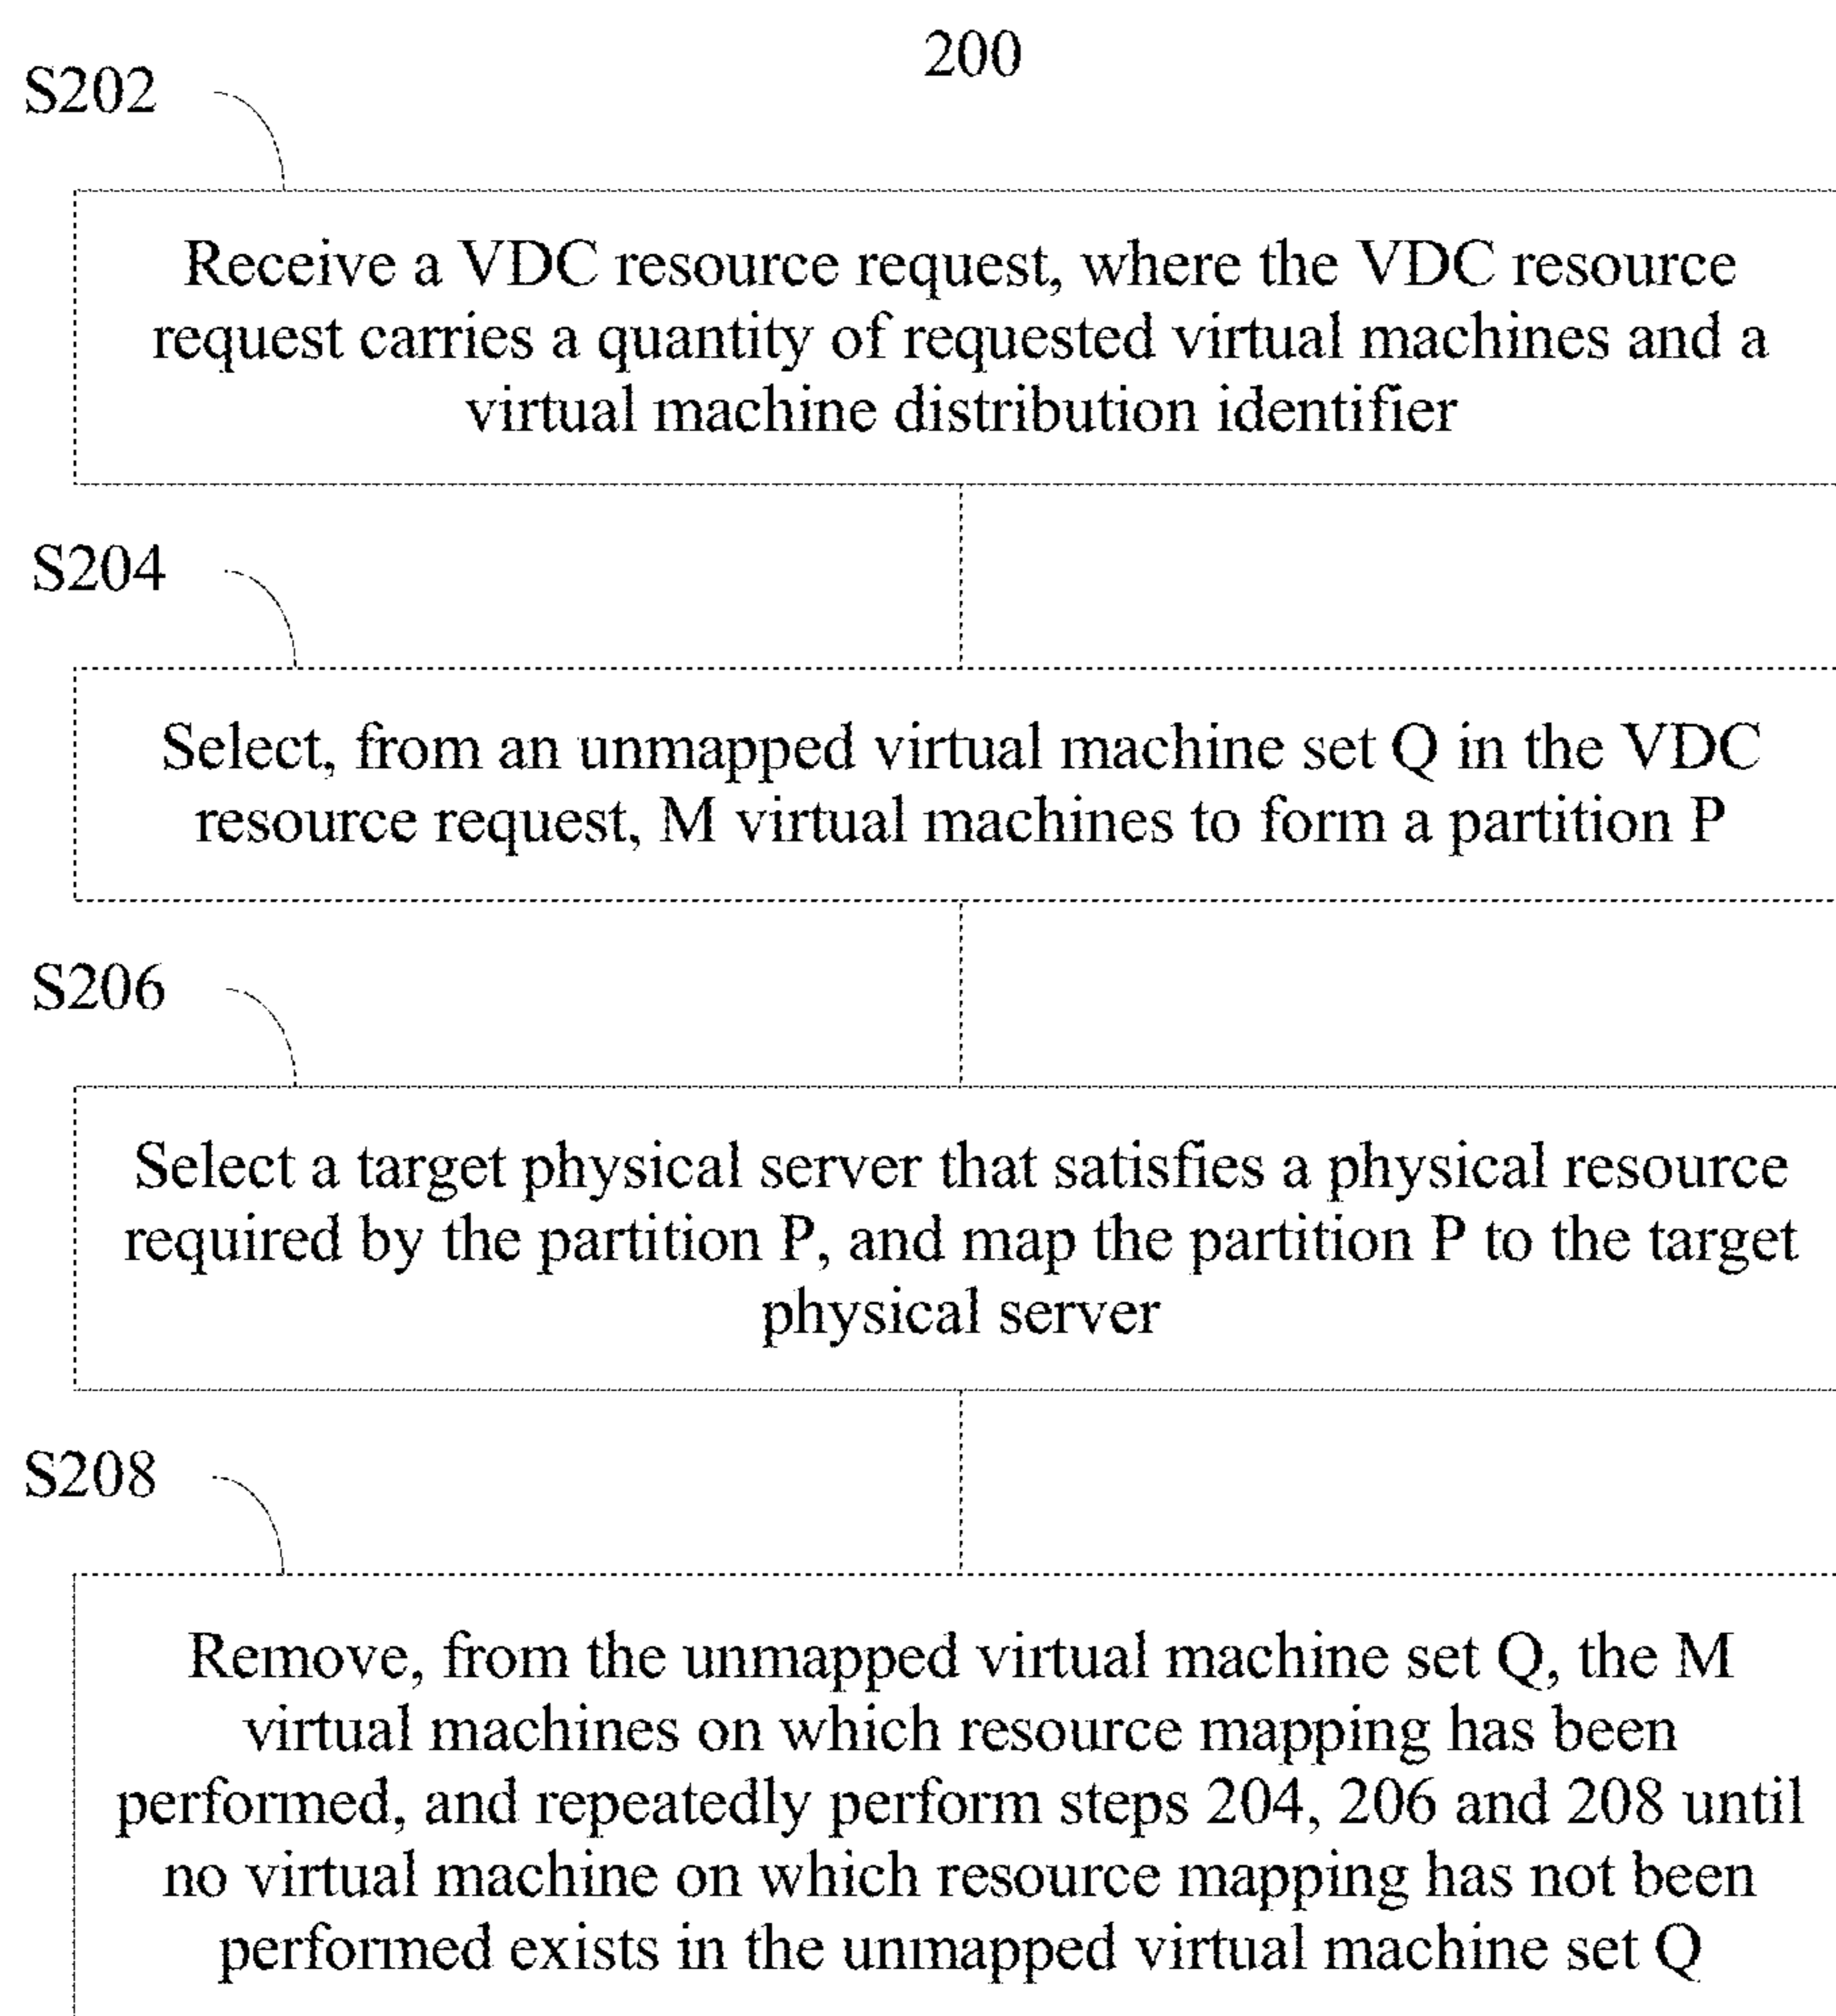 200
S202
Receive a VDC resource request, where the VDC resource
request carries a quantity of requested virtual machines and a
virtual machine distribution identifier
S204
Select, from an unmapped virtual machine set Q in the VDC
resource request, M virtual machines to form a partition P
S206
Select a target physical server that satisfies a physical resource
required by the partition P, and map the partition P to the target
physical server
S208
Remove, from the unmapped virtual machine set Q, the M
virtual machines on which resource mapping has been
performed, and repeatedly perform steps 204, 206 and 208 until
no virtual machine on which resource mapping has not been
performed exists in the unmapped virtual machine set Q